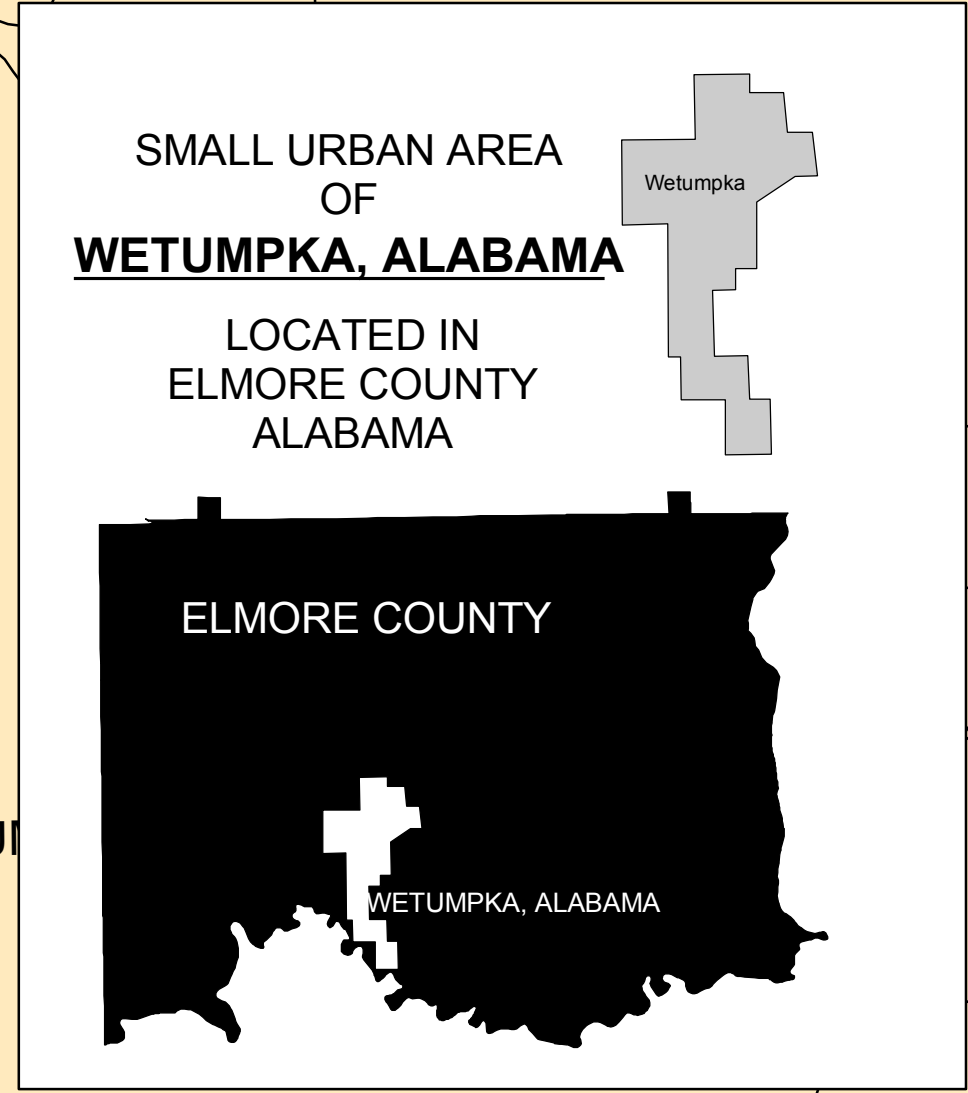 SMALL URBAN AREA
OF
WETUMPKA, ALABAMA
LOCATED IN
ELMORE COUNTY
ALABAMA
Wetumpka
ELMORE COUNTY
WETUMPKA, ALABAMA